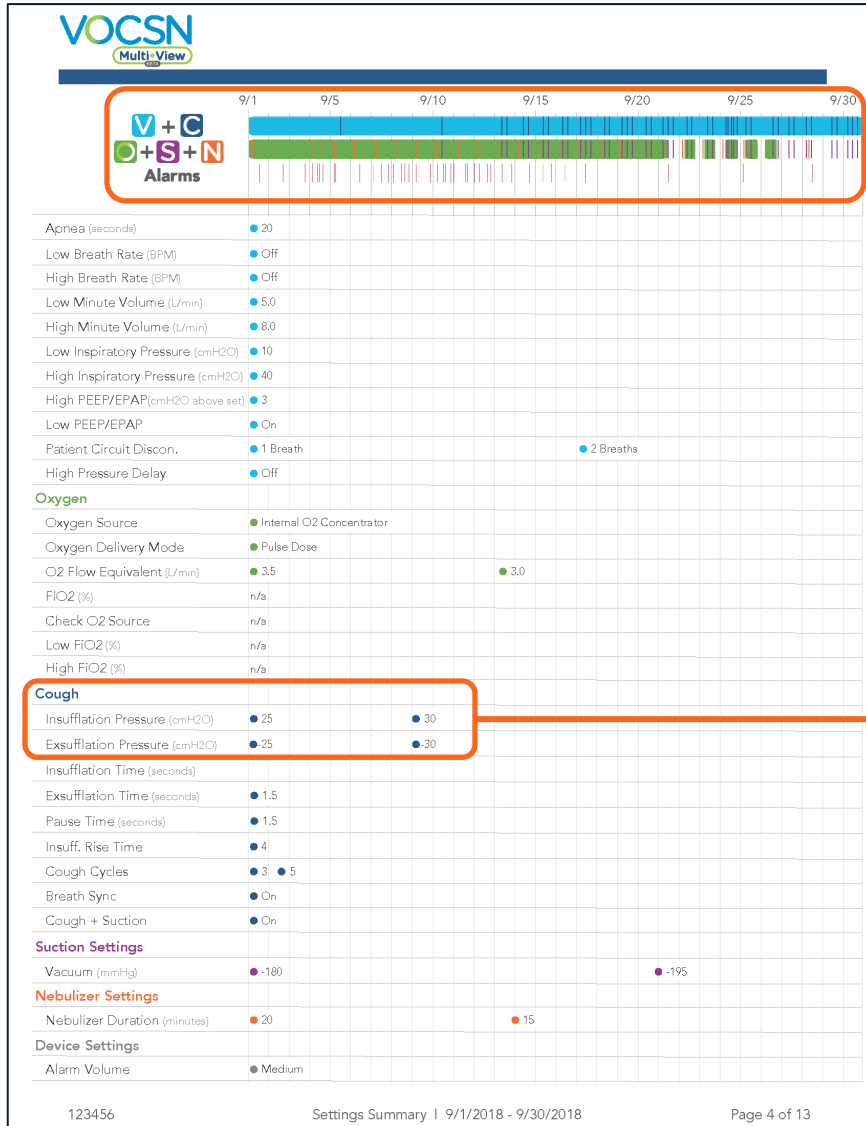 VOCSN
Multi-View
BETA
9/1 9/5 9/10 9/15 9/20 9/25 9/30
V + C
O + S + N
Alarms
Apnea (seconds) 20
Low Breath Rate (BPM) Off
High Breath Rate (BPM) Off
Low Minute Volume (L/min) 5.0
High Minute Volume (L/min) 8.0
Low Inspiratory Pressure (cmH2O) 10
High Inspiratory Pressure (cmH2O) 40
High PEEP/EPAP(cmH2O above set) 3
Low PEEP/EPAP On
Patient Circuit Discon. 1 Breath 2 Breaths
High Pressure Delay Off
Oxygen
Oxygen Source Internal O2 Concentrator
Oxygen Delivery Mode Pulse Dose
O2 Flow Equivalent (L/min) 3.5 3.0
FiO2 (%) n/a
Check O2 Source n/a
Low FiO2 (%) n/a
High FiO2 (%) n/a
Cough
Insufflation Pressure (cmH2O) 25 30
Exsufflation Pressure (cmH2O) -25 -30
Insufflation Time (seconds)
Exsufflation Time (seconds) 1.5
Pause Time (seconds) 1.5
Insuff. Rise Time 4
Cough Cycles 3 5
Breath Sync On
Cough + Suction On
Suction Settings
Vacuum (mmHg) -180 -195
Nebulizer Settings
Nebulizer Duration (minutes) 20 15
Device Settings
Alarm Volume Medium
123456 Settings Summary | 9/1/2018 - 9/30/2018 Page 4 of 13